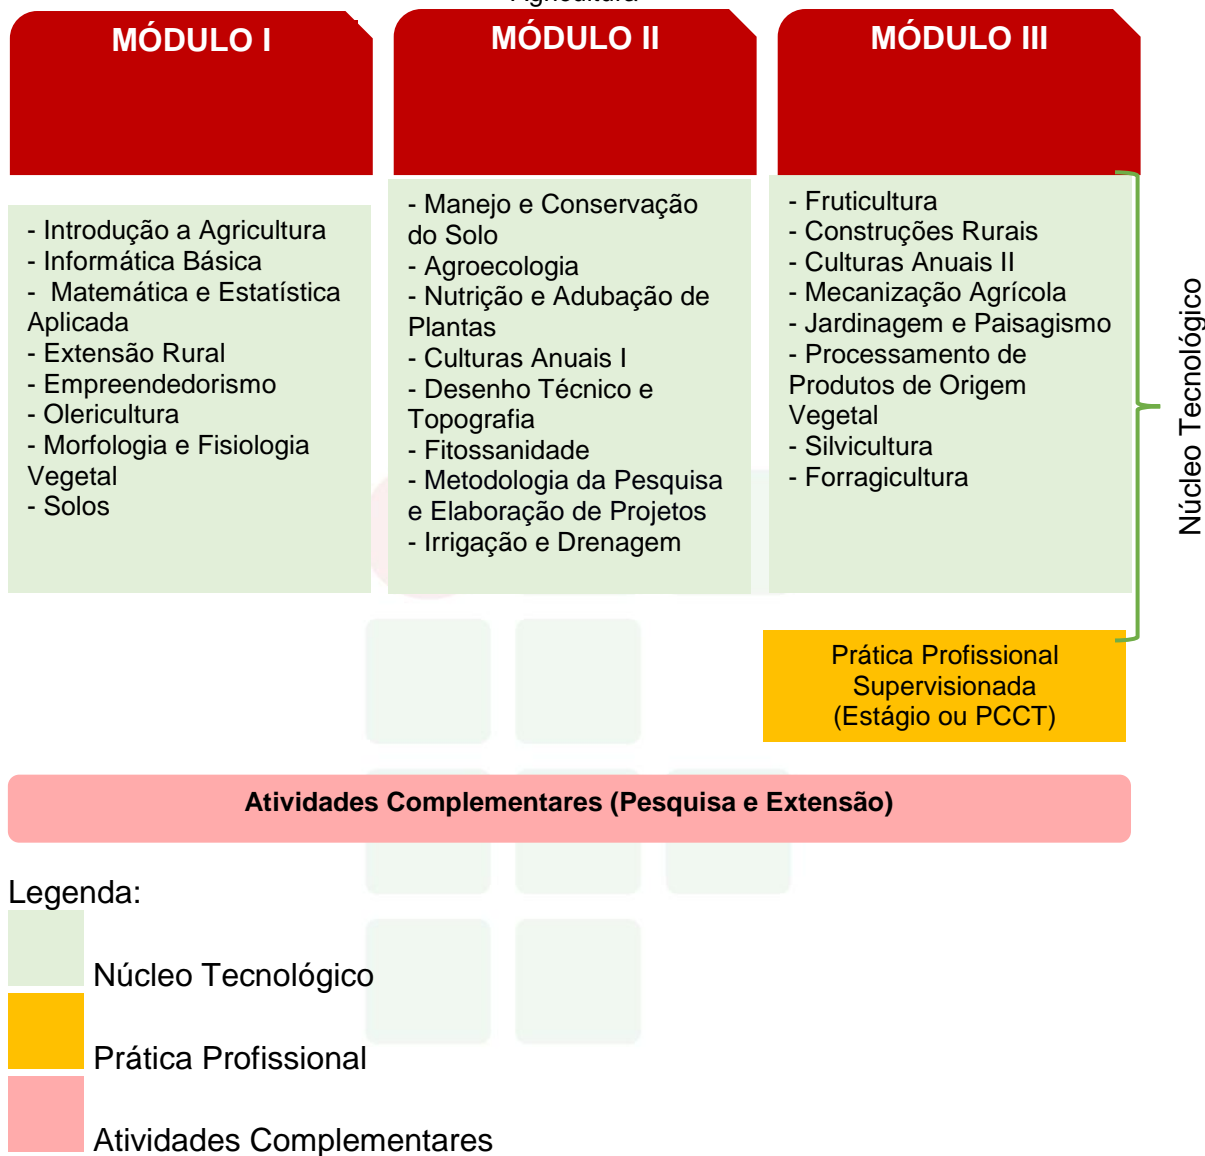 Agricultura
MÓDULO I
MÓDULO II
MÓDULO III
- Introdução a Agricultura
- Informática Básica
-  Matemática e Estatística
Aplicada
- Extensão Rural
- Empreendedorismo
- Olericultura
- Morfologia e Fisiologia
Vegetal
- Solos
- Manejo e Conservação
do Solo
- Agroecologia
- Nutrição e Adubação de
Plantas
- Culturas Anuais I
- Desenho Técnico e
Topografia
- Fitossanidade
- Metodologia da Pesquisa
e Elaboração de Projetos
- Irrigação e Drenagem
- Fruticultura
- Construções Rurais
- Culturas Anuais II
- Mecanização Agrícola
- Jardinagem e Paisagismo
- Processamento de
Produtos de Origem
Vegetal
- Silvicultura
- Forragicultura
Núcleo Tecnológico
Prática Profissional
Supervisionada
(Estágio ou PCCT)
Atividades Complementares (Pesquisa e Extensão)
Legenda:
Núcleo Tecnológico
Prática Profissional
Atividades Complementares